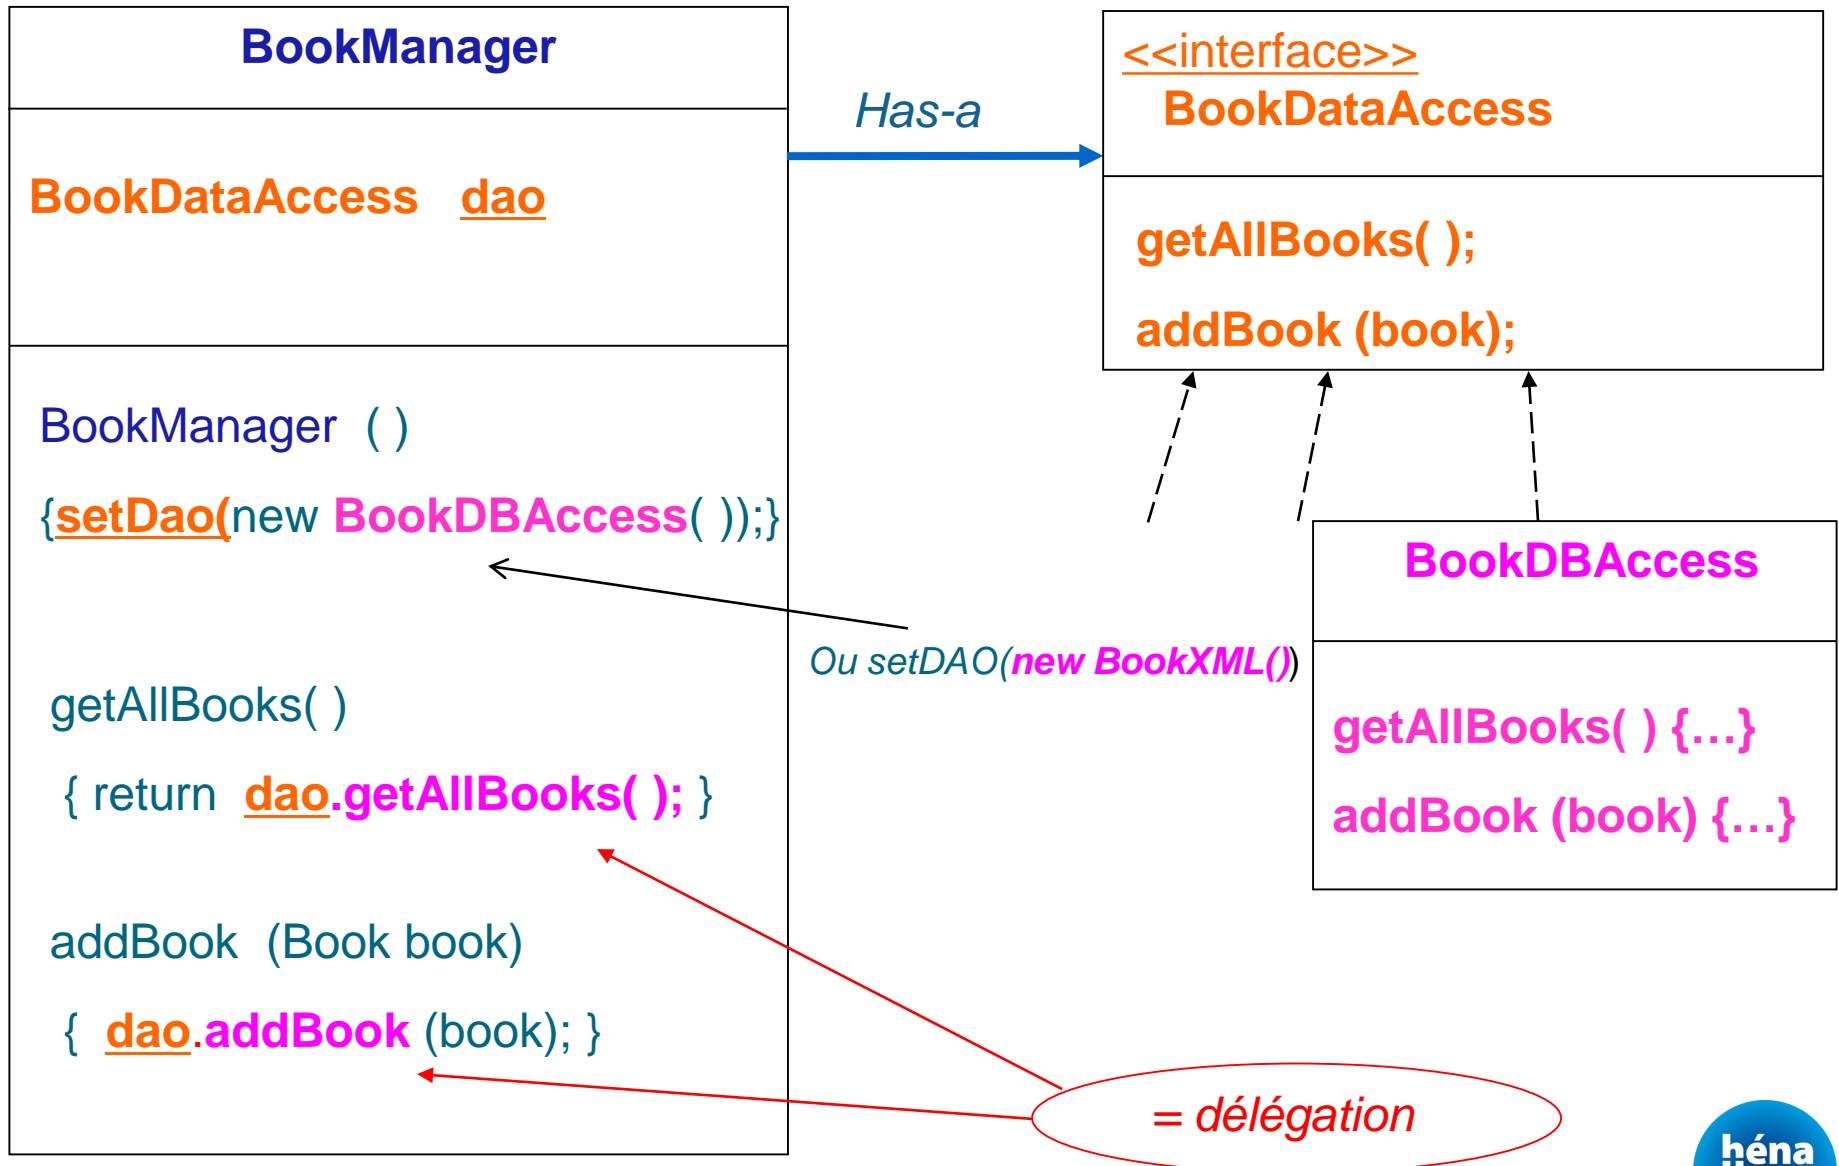 BookManager
BookDataAccess dao
BookManager ( )
{setDao(new BookDBAccess( ));}
getAllBooks( )
{ return dao.getAllBooks( ); }
addBook (Book book)
{ dao.addBook (book); }
Has-a
<<interface>>
BookDataAccess
getAllBooks( );
addBook (book);
Ou setDAO(new BookXML())
BookDBAccess
getAllBooks( ) {…}
addBook (book) {…}
= délégation
héna